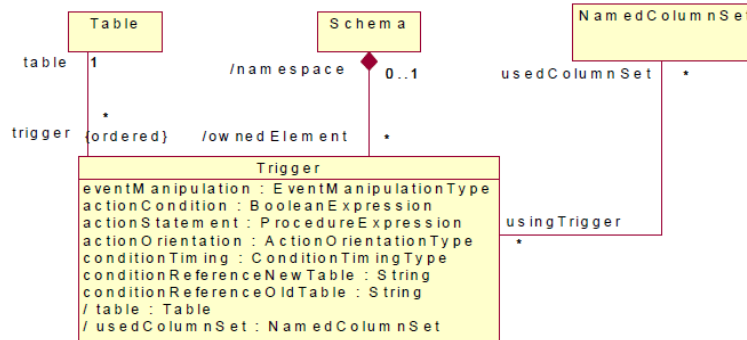 Table
Schema
NamedColumnSet
table
1
/namespace
0..1
usedColumnSet
*
*
trigger
{ordered}
/ownedElement
*
Trigger
eventManipulation : EventManipulationType
actionCondition : BooleanExpression
actionStatement : ProcedureExpression
actionOrientation : ActionOrientationType
conditionTiming : ConditionTimingType
conditionReferenceNewTable : String
conditionReferenceOldTable : String
/ table : Table
/ usedColumnSet : NamedColumnSet
usingTrigger
*